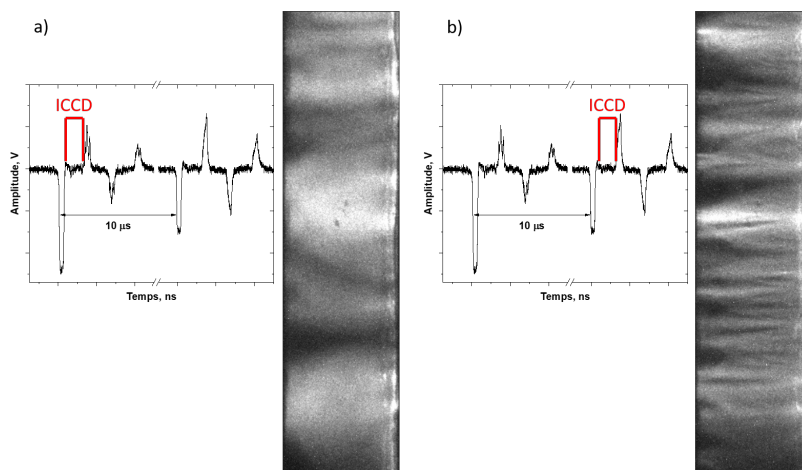 a)
ICCD
Amplitude, V
10 µs
Temps, ns
b)
ICCD
Amplitude, V
10 µs
Temps, ns